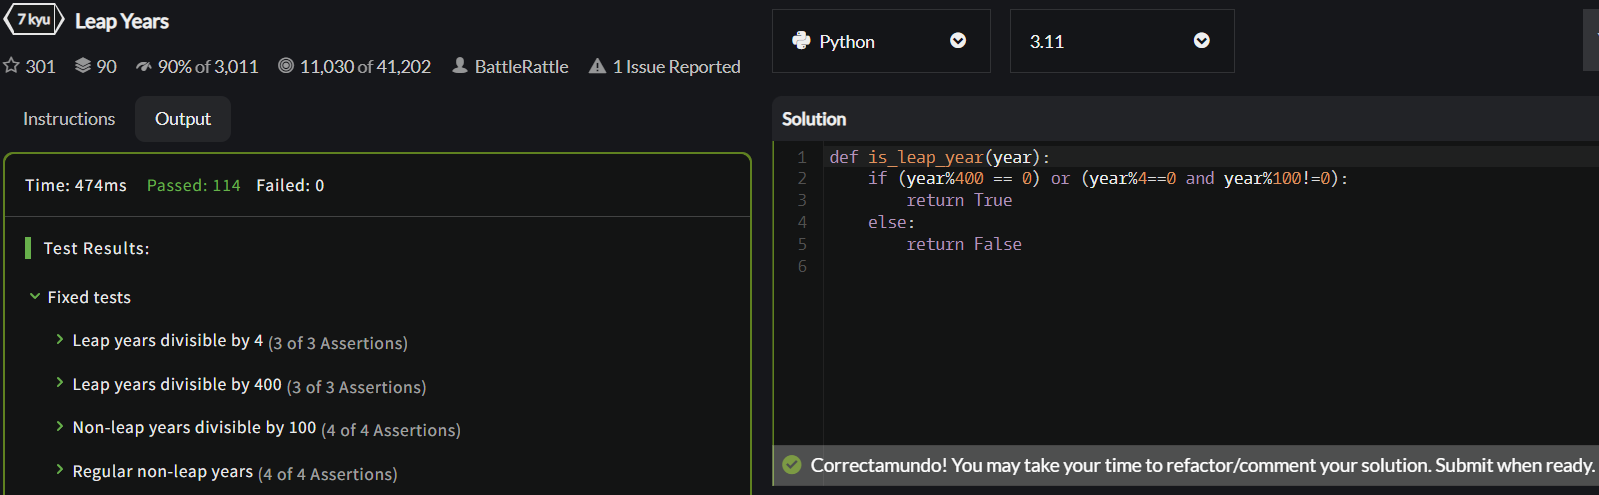 7 kyu Leap Years
301 90 90% of 3,011 11,030 of 41,202 BattleRattle 1 Issue Reported
Instructions Output
Time: 474ms Passed: 114 Failed: 0
Test Results:
Fixed tests
Leap years divisible by 4 (3 of 3 Assertions)
Leap years divisible by 400 (3 of 3 Assertions)
Non-leap years divisible by 100 (4 of 4 Assertions)
Regular non-leap years (4 of 4 Assertions)
Python 3.11
Solution
1 def is_leap_year(year):
2 if (year%400 == 0) or (year%4==0 and year%100!=0):
3 return True
4 else:
5 return False
6
Correctamundo! You may take your time to refactor/comment your solution. Submit when ready.